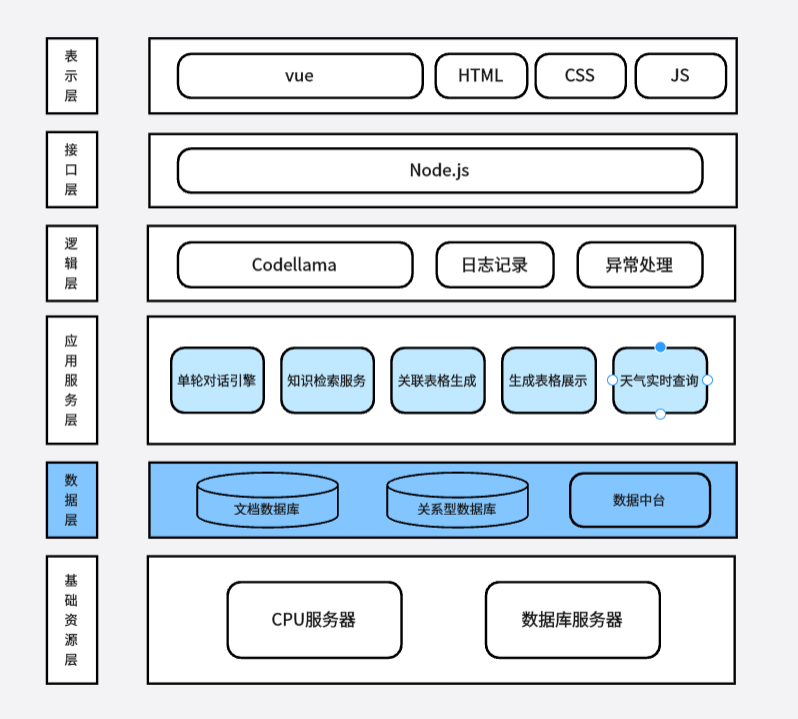 表示层
vue
HTML
CSS
JS
接口层
Node.js
逻辑层
Codellama
日志记录
异常处理
应用服务层
单轮对话引擎
知识检索服务
关联表格生成
生成表格展示
天气实时查询
数据层
文档数据库
关系型数据库
数据中台
基础资源层
CPU服务器
数据库服务器